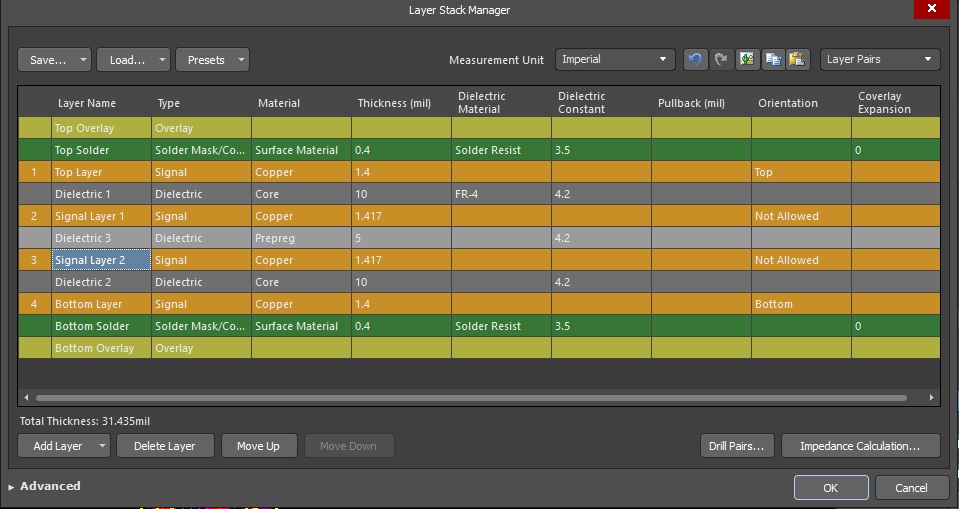 Layer Stack Manager
Save... Load... Presets Measurement Unit Imperial Layer Pairs
Layer Name Type Material Thickness (mil) Dielectric Material Dielectric Constant Pullback (mil) Orientation Coverlay Expansion
Top Overlay Overlay
Top Solder Solder Mask/Co... Surface Material 0.4 Solder Resist 3.5 0
1 Top Layer Signal Copper 1.4 Top
Dielectric 1 Dielectric Core 10 FR-4 4.2
2 Signal Layer 1 Signal Copper 1.417 Not Allowed
Dielectric 3 Dielectric Prepreg 5 4.2
3 Signal Layer 2 Signal Copper 1.417 Not Allowed
Dielectric 2 Dielectric Core 10 4.2
4 Bottom Layer Signal Copper 1.4 Bottom
Bottom Solder Solder Mask/Co... Surface Material 0.4 Solder Resist 3.5 0
Bottom Overlay Overlay
Total Thickness: 31.435mil
Add Layer Delete Layer Move Up Move Down Drill Pairs... Impedance Calculation...
Advanced OK Cancel